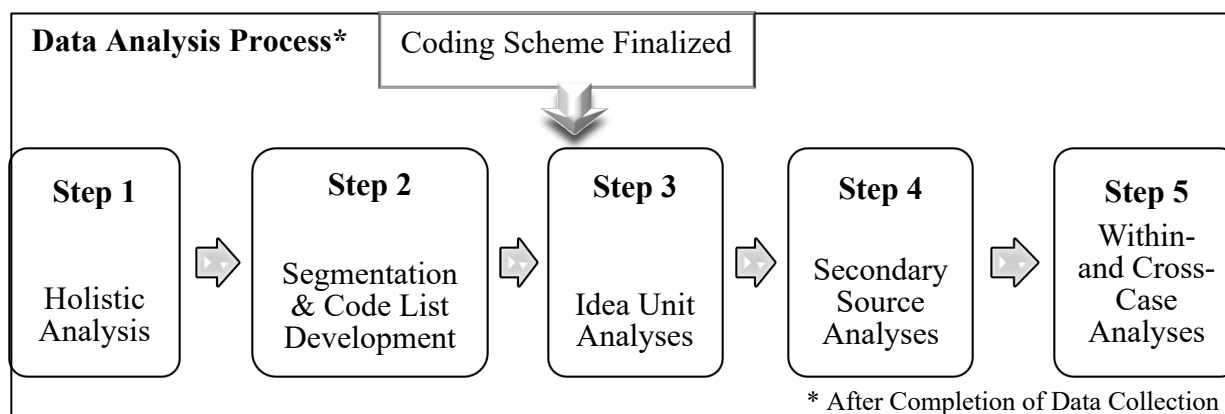 Data Analysis Process*
Coding Scheme Finalized
Step 1
Holistic
Analysis
Step 2
Segmentation
& Code List
Development
Step 3
Idea Unit
Analyses
Step 4
Secondary
Source
Analyses
Step 5
Within-
and Cross-
Case
Analyses
* After Completion of Data Collection